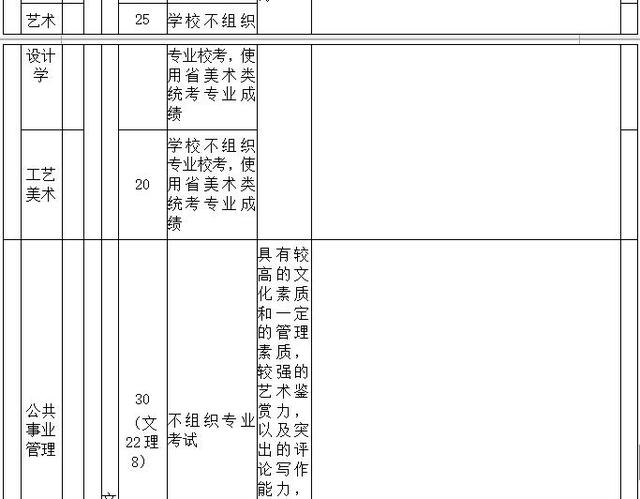 艺术
25
学校不组织
设计
学
专业校考，使
用省美术类
统考专业成
绩
工艺
美术
20
学校不组织
专业校考，使
用省美术类
统考专业成
绩
公共
事业
管理
30
（文
22理
8）
不组织专业
考试
具有较
高的文
化素质
和一定
的管理
素质，
较强的
艺术鉴
赏力，
以及突
出的评
论写作
能力，